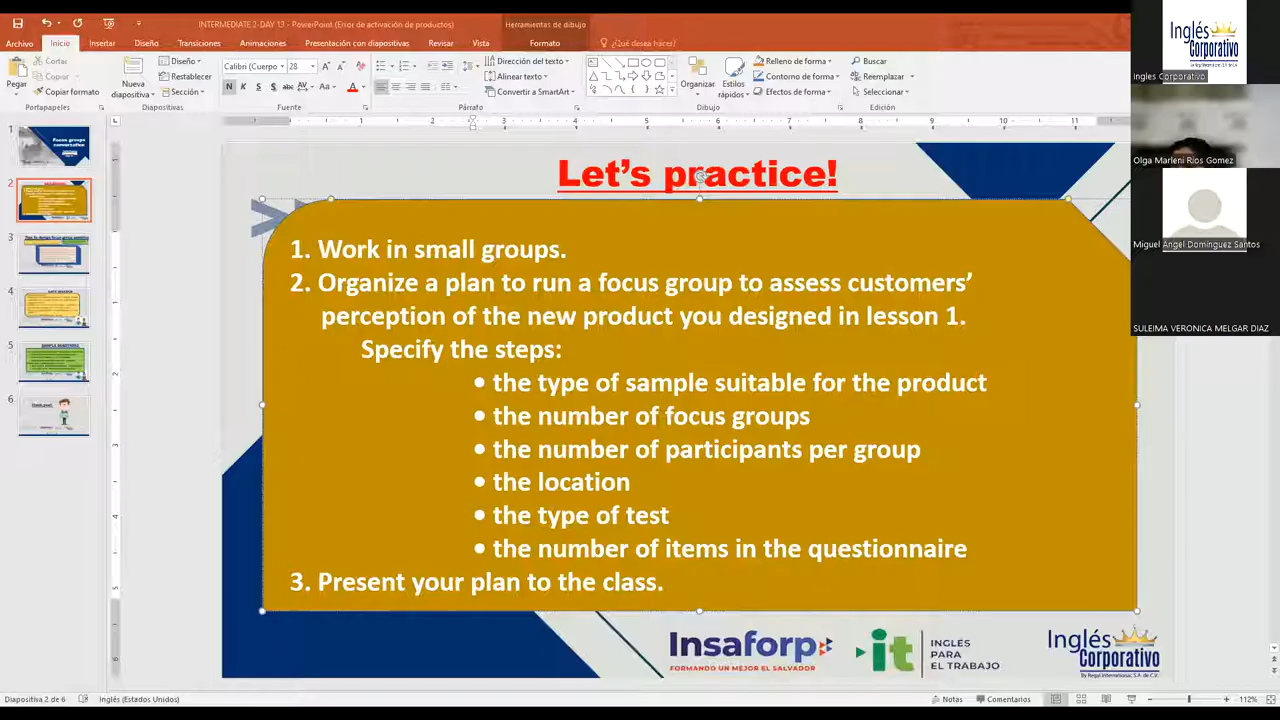 INTERMEDIATE 2-DAY 13 - PowerPoint (Error de activación de productos)
Herramientas de dibujo
Archivo
Inicio
Insertar
Diseño
Transiciones
Animaciones
Presentación con diapositivas
Revisar
Vista
Formato
¿Qué desea hacer?
Pegar
Cortar
Copiar
Copiar formato
Portapapeles
Nueva diapositiva
Diseño
Restablecer
Sección
Diapositivas
Calibri (Cuerpo
28
Fuente
Dirección del texto
Alinear texto
Convertir a SmartArt
Párrafo
Organizar
Estilos rápidos
Relleno de forma
Contorno de forma
Efectos de forma
Dibujo
Buscar
Reemplazar
Seleccionar
Edición
Let's practice!
1. Work in small groups.
2. Organize a plan to run a focus group to assess customers'
perception of the new product you designed in lesson 1.
Specify the steps:
• the type of sample suitable for the product
• the number of focus groups
• the number of participants per group
• the location
• the type of test
• the number of items in the questionnaire
3. Present your plan to the class.
Insaforp
FORMANDO UN MEJOR EL SALVADOR
it
INGLÉS
PARA
EL TRABAJO
Inglés
Corporativo
By Regal International, S.A. de C.V.
Inglés
Corporativo
Ingles Corporativo
Olga Marleni Rios Gomez
Miguel Angel Dominguez Santos
SULEIMA VERONICA MELGAR DIAZ
Diapositiva 2 de 6
Inglés (Estados Unidos)
Notas
Comentarios
112%